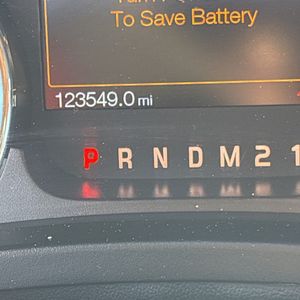 To Save Battery
123549.0 mi
P R N D M 2 1